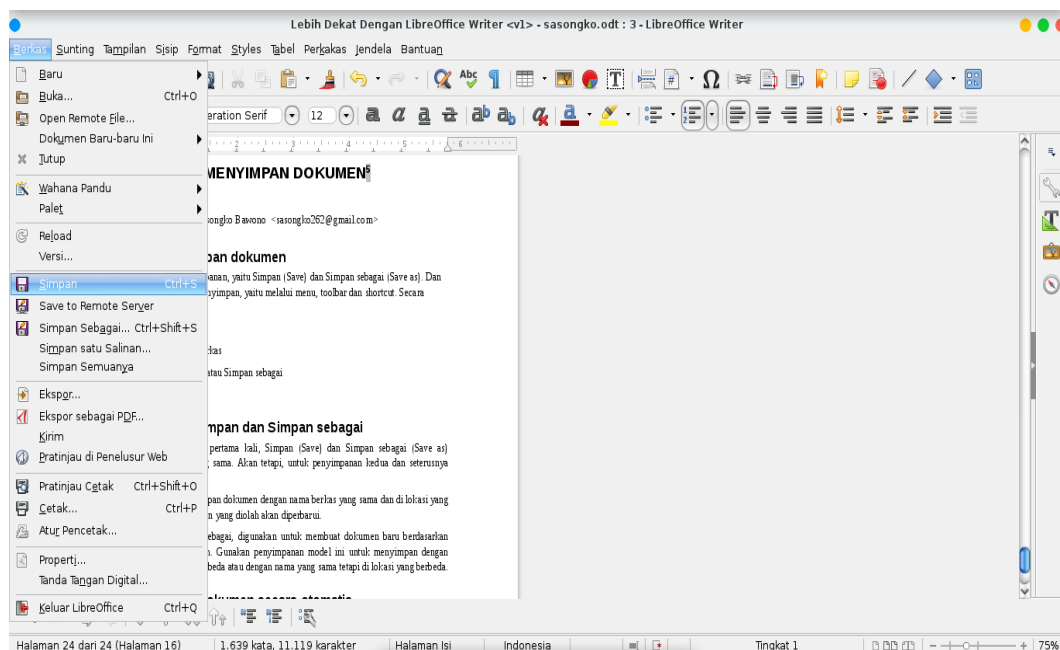 Lebih Dekat Dengan LibreOffice Writer <v1> - sasongko.odt : 3 - LibreOffice Writer
Berkas Sunting Tampilan Sisip Format Styles Tabel Perkakas Jendela Bantuan
Baru
Buka... Ctrl+O
Open Remote File...
Dokumen Baru-baru Ini
Tutup
Wahana Pandu
Palet
Reload
Versi...
Simpan Ctrl+S
Save to Remote Server
Simpan Sebagai... Ctrl+Shift+S
Simpan satu Salinan...
Simpan Semuanya
Ekspor...
Ekspor sebagai PDF...
Kirim
Pratinjau di Penelusur Web
Pratinjau Cetak Ctrl+Shift+O
Cetak... Ctrl+P
Atur Pencetak...
Properti...
Tanda Tangan Digital...
Keluar LibreOffice Ctrl+Q
eration Serif 12
2 3 4 5 6
MENYIMPAN DOKUMEN5
songko Bawono <sasongko262@gmail.com>
pan dokumen
panan, yaitu Simpan (Save) dan Simpan sebagai (Save as). Dan
nyimpan, yaitu melalui menu, toolbar dan shortcut. Secara
rkas
atau Simpan sebagai
mpan dan Simpan sebagai
pertama kali, Simpan (Save) dan Simpan sebagai (Save as)
sama. Akan tetapi, untuk penyimpanan kedua dan seterusnya
pan dokumen dengan nama berkas yang sama dan di lokasi yang
n yang diolah akan diperbarui.
ebagai, digunakan untuk membuat dokumen baru berdasarkan
n. Gunakan penyimpanan model ini untuk menyimpan dengan
beda atau dengan nama yang sama tetapi di lokasi yang berbeda.
okumen secara otomatis
Halaman 24 dari 24 (Halaman 16) 1.639 kata, 11.119 karakter Halaman Isi Indonesia Tingkat 1 75%